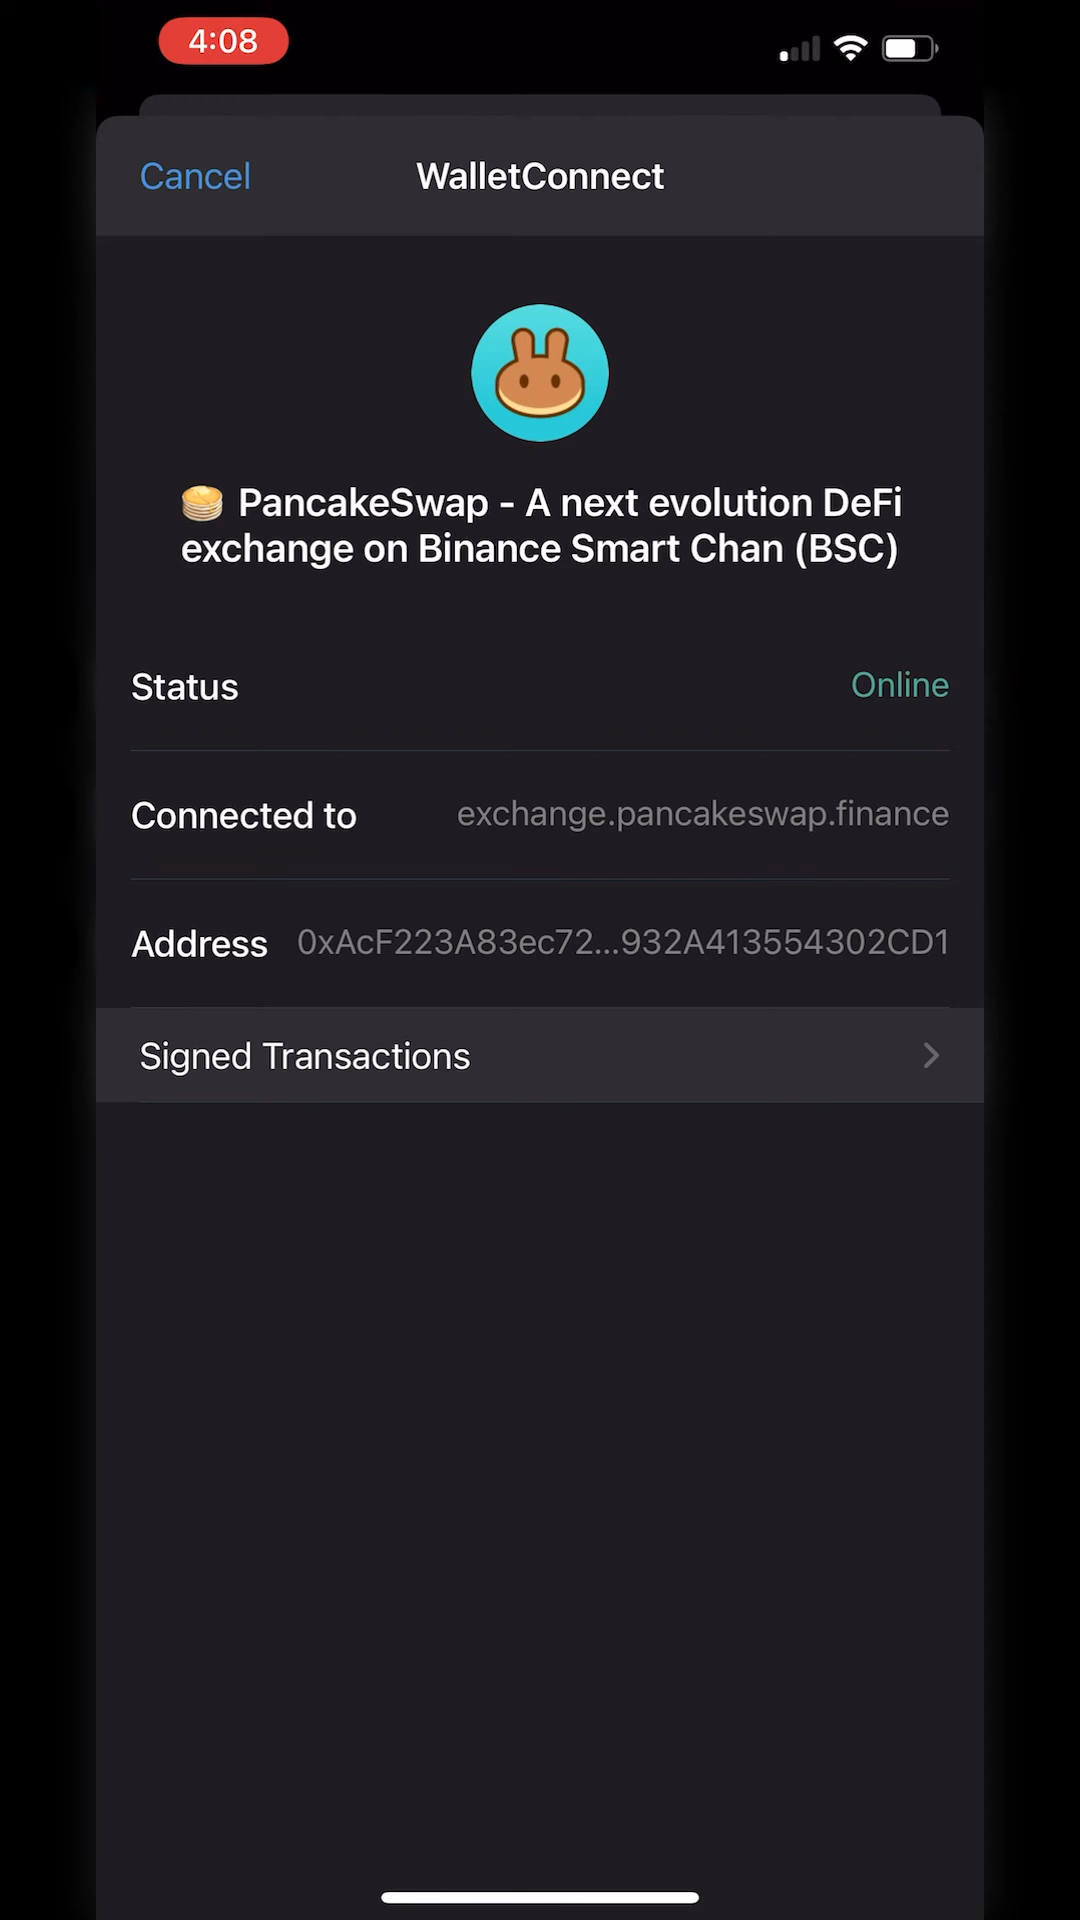 4:08
Cancel WalletConnect
🥞 PancakeSwap - A next evolution DeFi
exchange on Binance Smart Chan (BSC)
Status Online
Connected to exchange.pancakeswap.finance
Address 0xAcF223A83ec72...932A413554302CD1
Signed Transactions